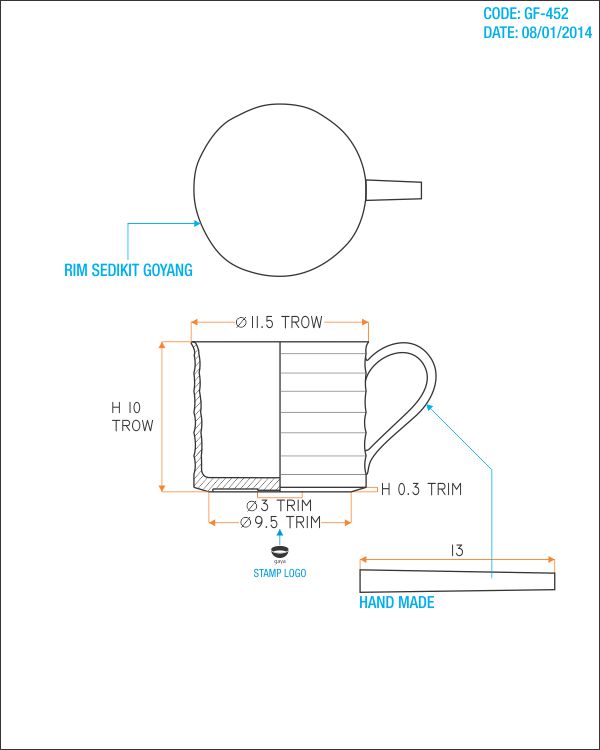 CODE: GF-452
DATE: 08/01/2014
RIM SEDIKIT GOYANG
Ø 11.5 TROW
H 10
TROW
H 0.3 TRIM
Ø 3 TRIM
Ø 9.5 TRIM
gaya
STAMP LOGO
13
HAND MADE